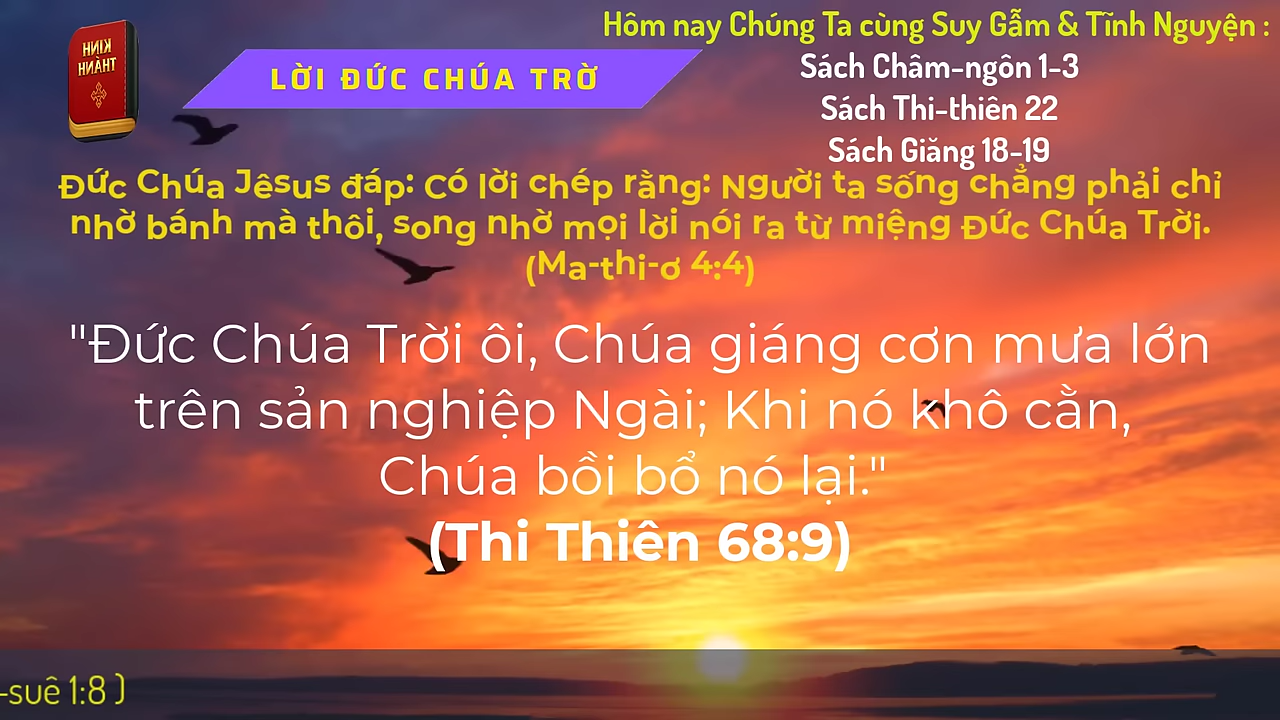 KINH
THÁNH
LỜI ĐỨC CHÚA TRỜ
Hôm nay Chúng Ta cùng Suy Gẫm & Tĩnh Nguyện :
Sách Châm-ngôn 1-3
Sách Thi-thiên 22
Sách Giăng 18-19
Đức Chúa Jêsus đáp: Có lời chép rằng: Người ta sống chẳng phải chỉ
nhờ bánh mà thôi, song nhờ mọi lời nói ra từ miệng Đức Chúa Trời.
(Ma-thi-ơ 4:4)
"Đức Chúa Trời ôi, Chúa giáng cơn mưa lớn
trên sản nghiệp Ngài; Khi nó khô cằn,
Chúa bồi bổ nó lại."
(Thi Thiên 68:9)
-suê 1:8 )